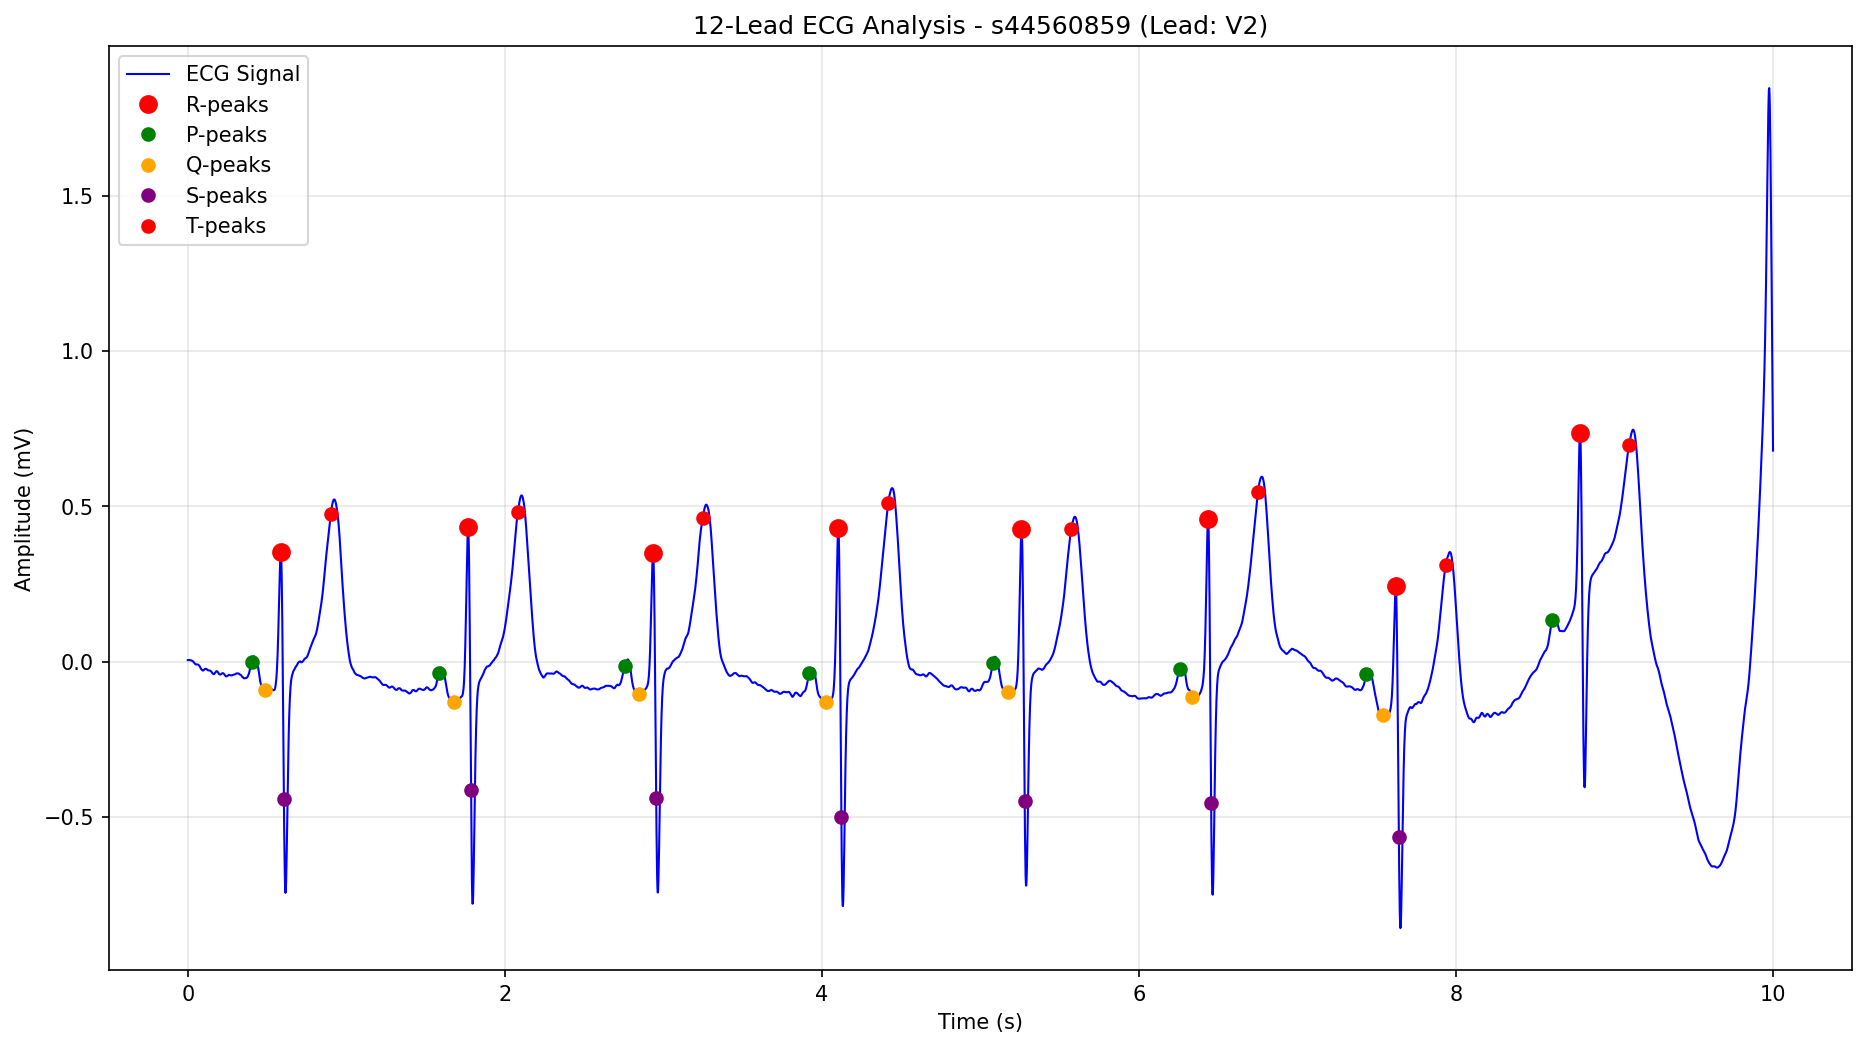 12-Lead ECG Analysis - s44560859 (Lead: V2)
ECG Signal
R-peaks
P-peaks
Q-peaks
S-peaks
T-peaks
Amplitude (mV)
1.5
1.0
0.5
0.0
−0.5
0 2 4 6 8 10
Time (s)